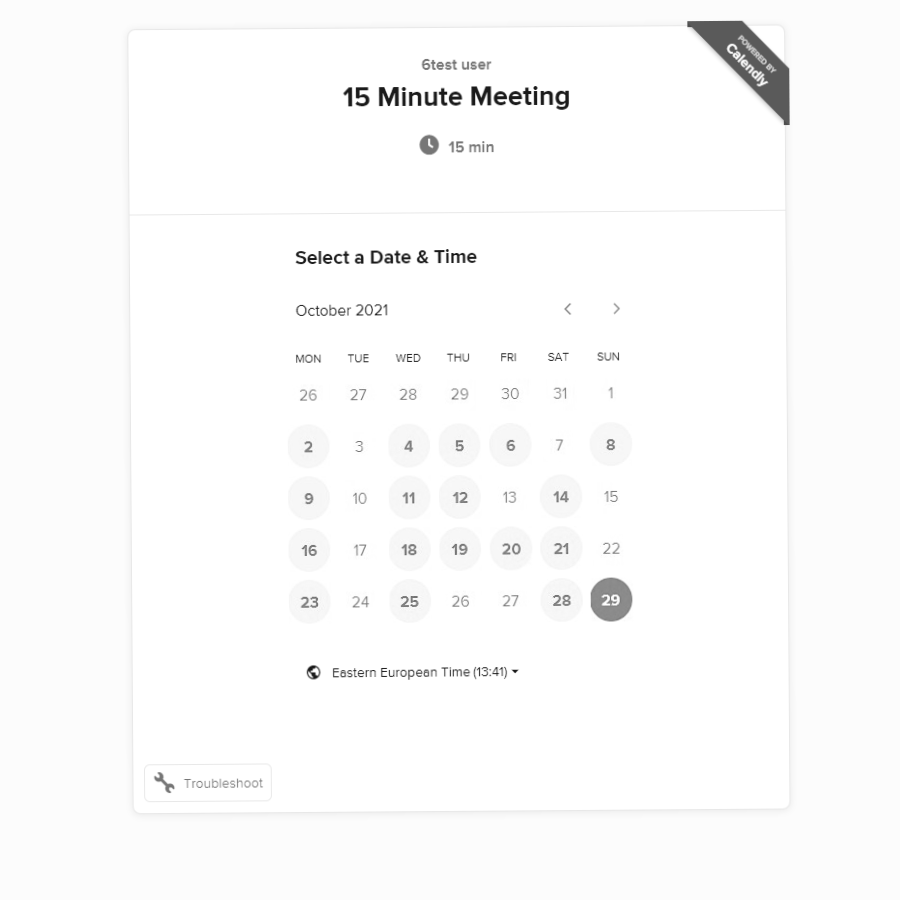 POWERED BY
Calendly
6test user
15 Minute Meeting
15 min
Select a Date & Time
October 2021
MON TUE WED THU FRI SAT SUN
26 27 28 29 30 31 1
2 3 4 5 6 7 8
9 10 11 12 13 14 15
16 17 18 19 20 21 22
23 24 25 26 27 28 29
Eastern European Time (13:41)
Troubleshoot